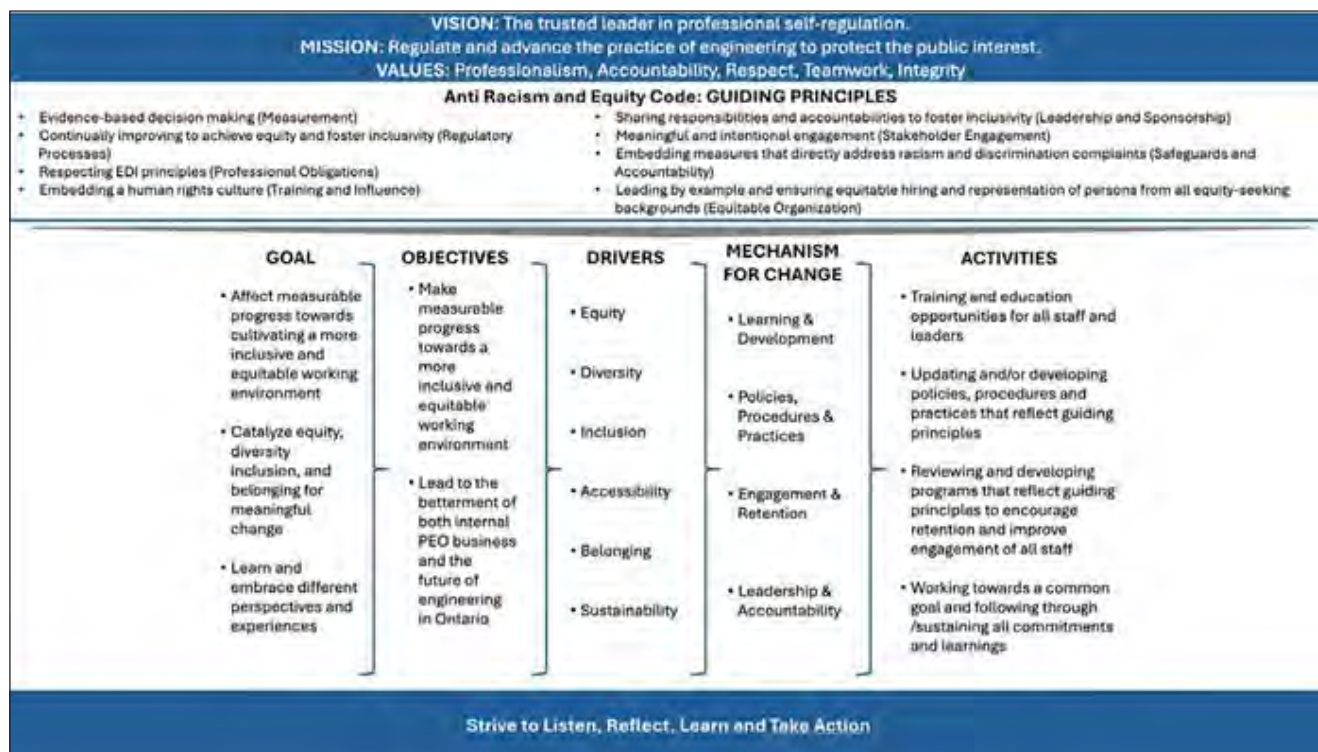 VISION: The trusted leader in professional self-regulation.
MISSION: Regulate and advance the practice of engineering to protect the public interest.
VALUES: Professionalism, Accountability, Respect, Teamwork, Integrity
Anti Racism and Equity Code: GUIDING PRINCIPLES
• Evidence-based decision making (Measurement)
• Continually improving to achieve equity and foster inclusivity (Regulatory
Processes)
• Respecting EDI principles (Professional Obligations)
• Embedding a human rights culture (Training and Influence)
• Sharing responsibilities and accountabilities to foster inclusivity (Leadership and Sponsorship)
• Meaningful and intentional engagement (Stakeholder Engagement)
• Embedding measures that directly address racism and discrimination complaints (Safeguards and
Accountability)
• Leading by example and ensuring equitable hiring and representation of persons from all equity-seeking
backgrounds (Equitable Organization)
GOAL
• Affect measurable
progress towards
cultivating a more
inclusive and
equitable working
environment
• Catalyze equity,
diversity
inclusion, and
belonging for
meaningful
change
• Learn and
embrace different
perspectives and
experiences
OBJECTIVES
• Make
measurable
progress
towards a
more
inclusive and
equitable
working
environment
• Lead to the
betterment of
both internal
PEO business
and the
future of
engineering
in Ontario
DRIVERS
• Equity
• Diversity
• Inclusion
• Accessibility
• Belonging
• Sustainability
MECHANISM
FOR CHANGE
• Learning &
Development
• Policies,
Procedures &
Practices
• Engagement &
Retention
• Leadership &
Accountability
ACTIVITIES
• Training and education
opportunities for all staff and
leaders
• Updating and/or developing
policies, procedures and
practices that reflect guiding
principles
• Reviewing and developing
programs that reflect guiding
principles to encourage
retention and improve
engagement of all staff
• Working towards a common
goal and following through
/sustaining all commitments
and learnings
Strive to Listen, Reflect, Learn and Take Action